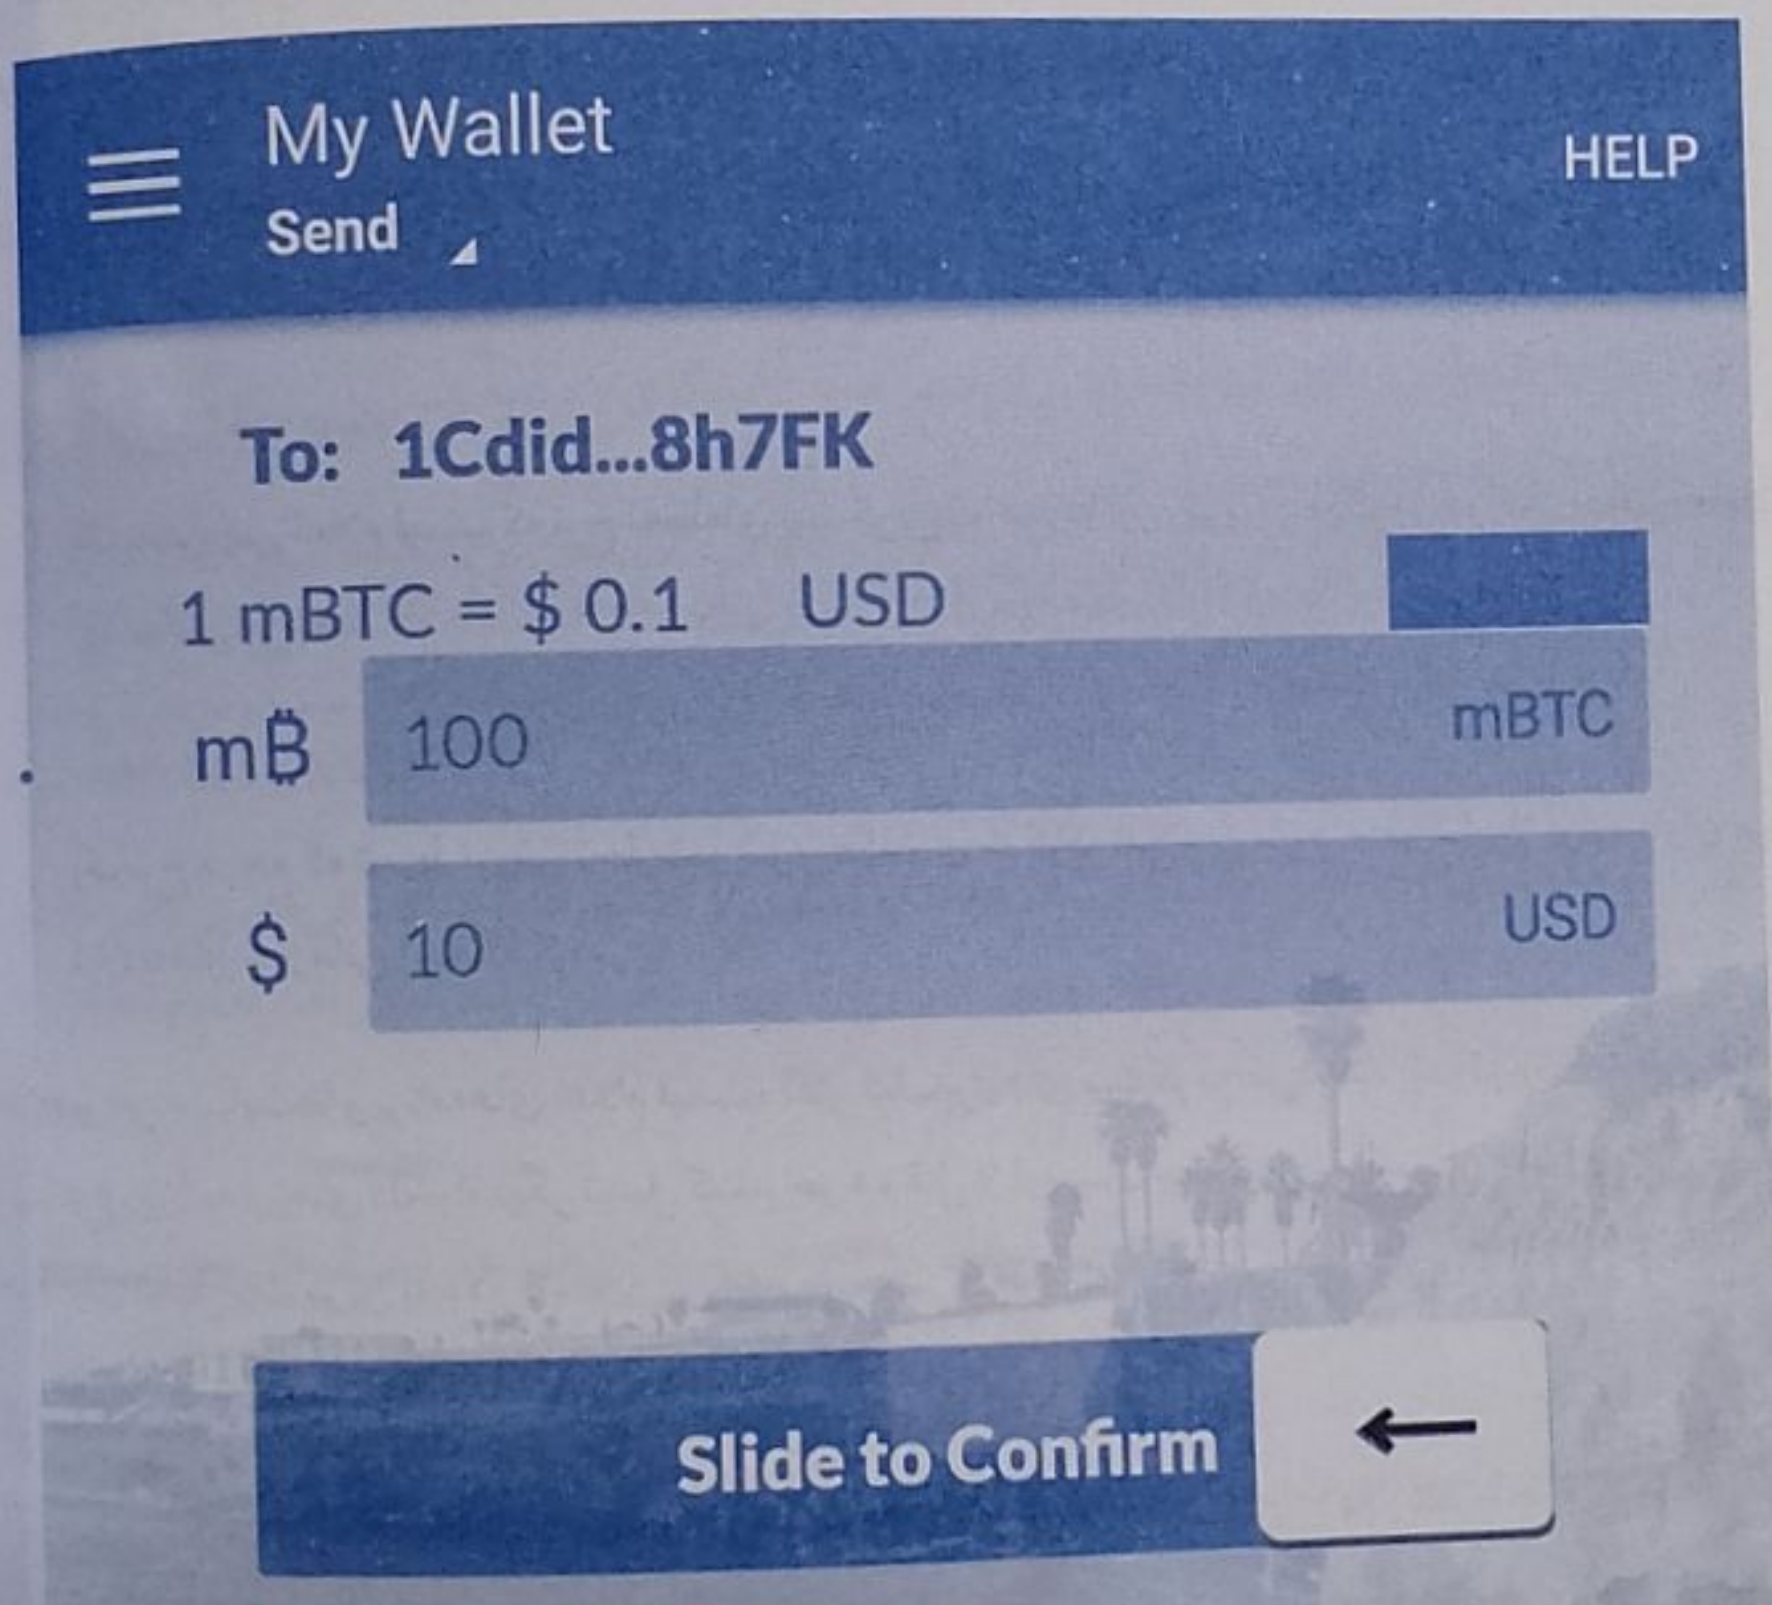 My Wallet
HELP
Send
To: 1Cdid...8h7FK
1 mBTC = $ 0.1 USD
mB 100 mBTC
$ 10 USD
Slide to Confirm